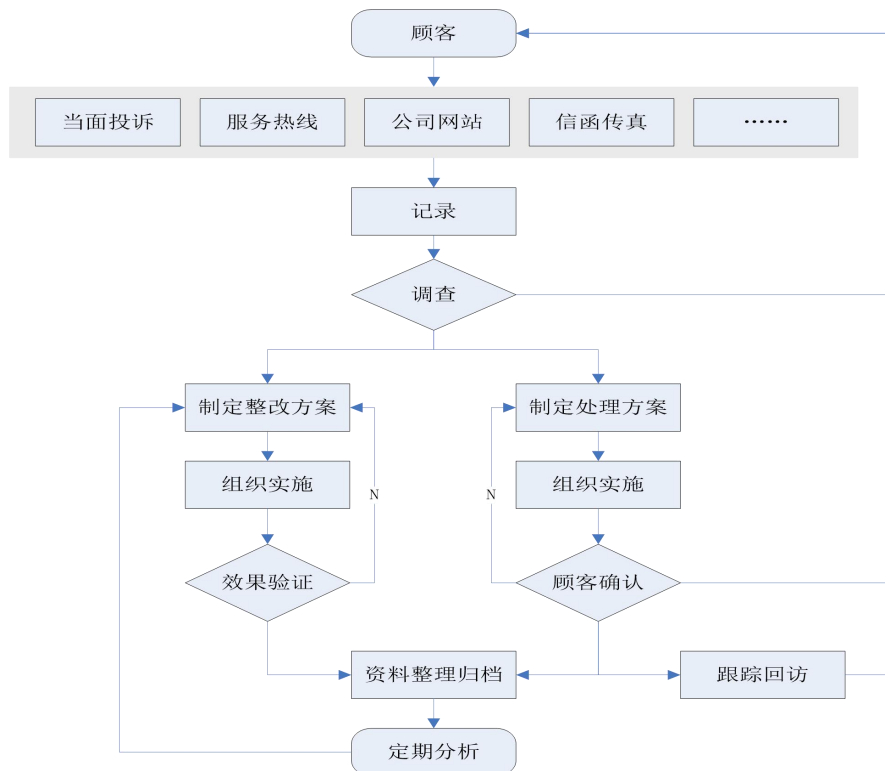 顾客
当面投诉 服务热线 公司网站 信函传真 ……
记录
调查
制定整改方案 制定处理方案
组织实施 组织实施
N N
效果验证 顾客确认
资料整理归档 跟踪回访
定期分析